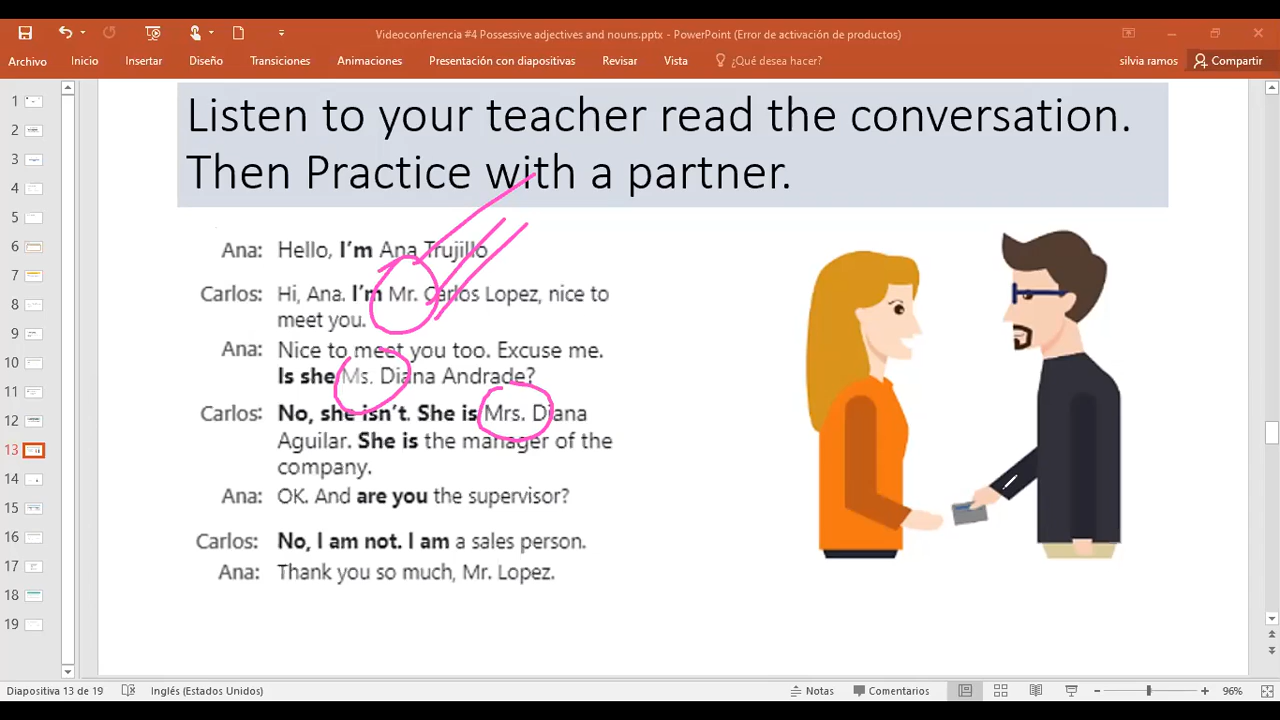 Videoconferencia #4 Possessive adjectives and nouns.pptx - PowerPoint (Error de activación de productos)
Archivo Inicio Insertar Diseño Transiciones Animaciones Presentación con diapositivas Revisar Vista ¿Qué desea hacer? silvia ramos Compartir
1
2
3
4
5
6
7
8
9
10
11
12
13
14
15
16
17
18
19
Listen to your teacher read the conversation.
Then Practice with a partner.
Ana: Hello, I'm Ana Trujillo
Carlos: Hi, Ana. I'm Mr. Carlos Lopez, nice to
meet you.
Ana: Nice to meet you too. Excuse me.
Is she Ms. Diana Andrade?
Carlos: No, she isn't. She is Mrs. Diana
Aguilar. She is the manager of the
company.
Ana: OK. And are you the supervisor?
Carlos: No, I am not. I am a sales person.
Ana: Thank you so much, Mr. Lopez.
Diapositiva 13 de 19 Inglés (Estados Unidos) Notas Comentarios 96%